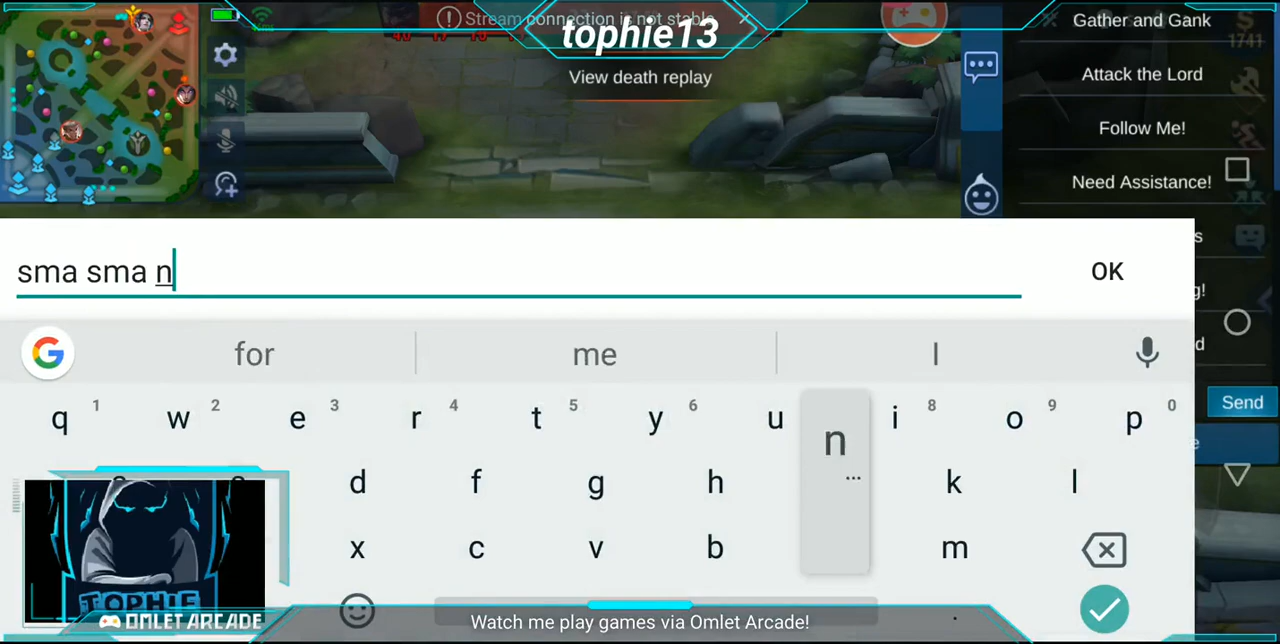 Stream connection is not stable
tophie13
View death replay
Gather and Gank
1741
Attack the Lord
Follow Me!
Need Assistance!
s
sma sma n
OK
g!
for
me
I
d
1
2
3
4
5
6
8
9
0
q w e r t y u i o p
Send
n
...
d f g h k l
e
x c v b m
TOPHIE
OMLET ARCADE
Watch me play games via Omlet Arcade!
.